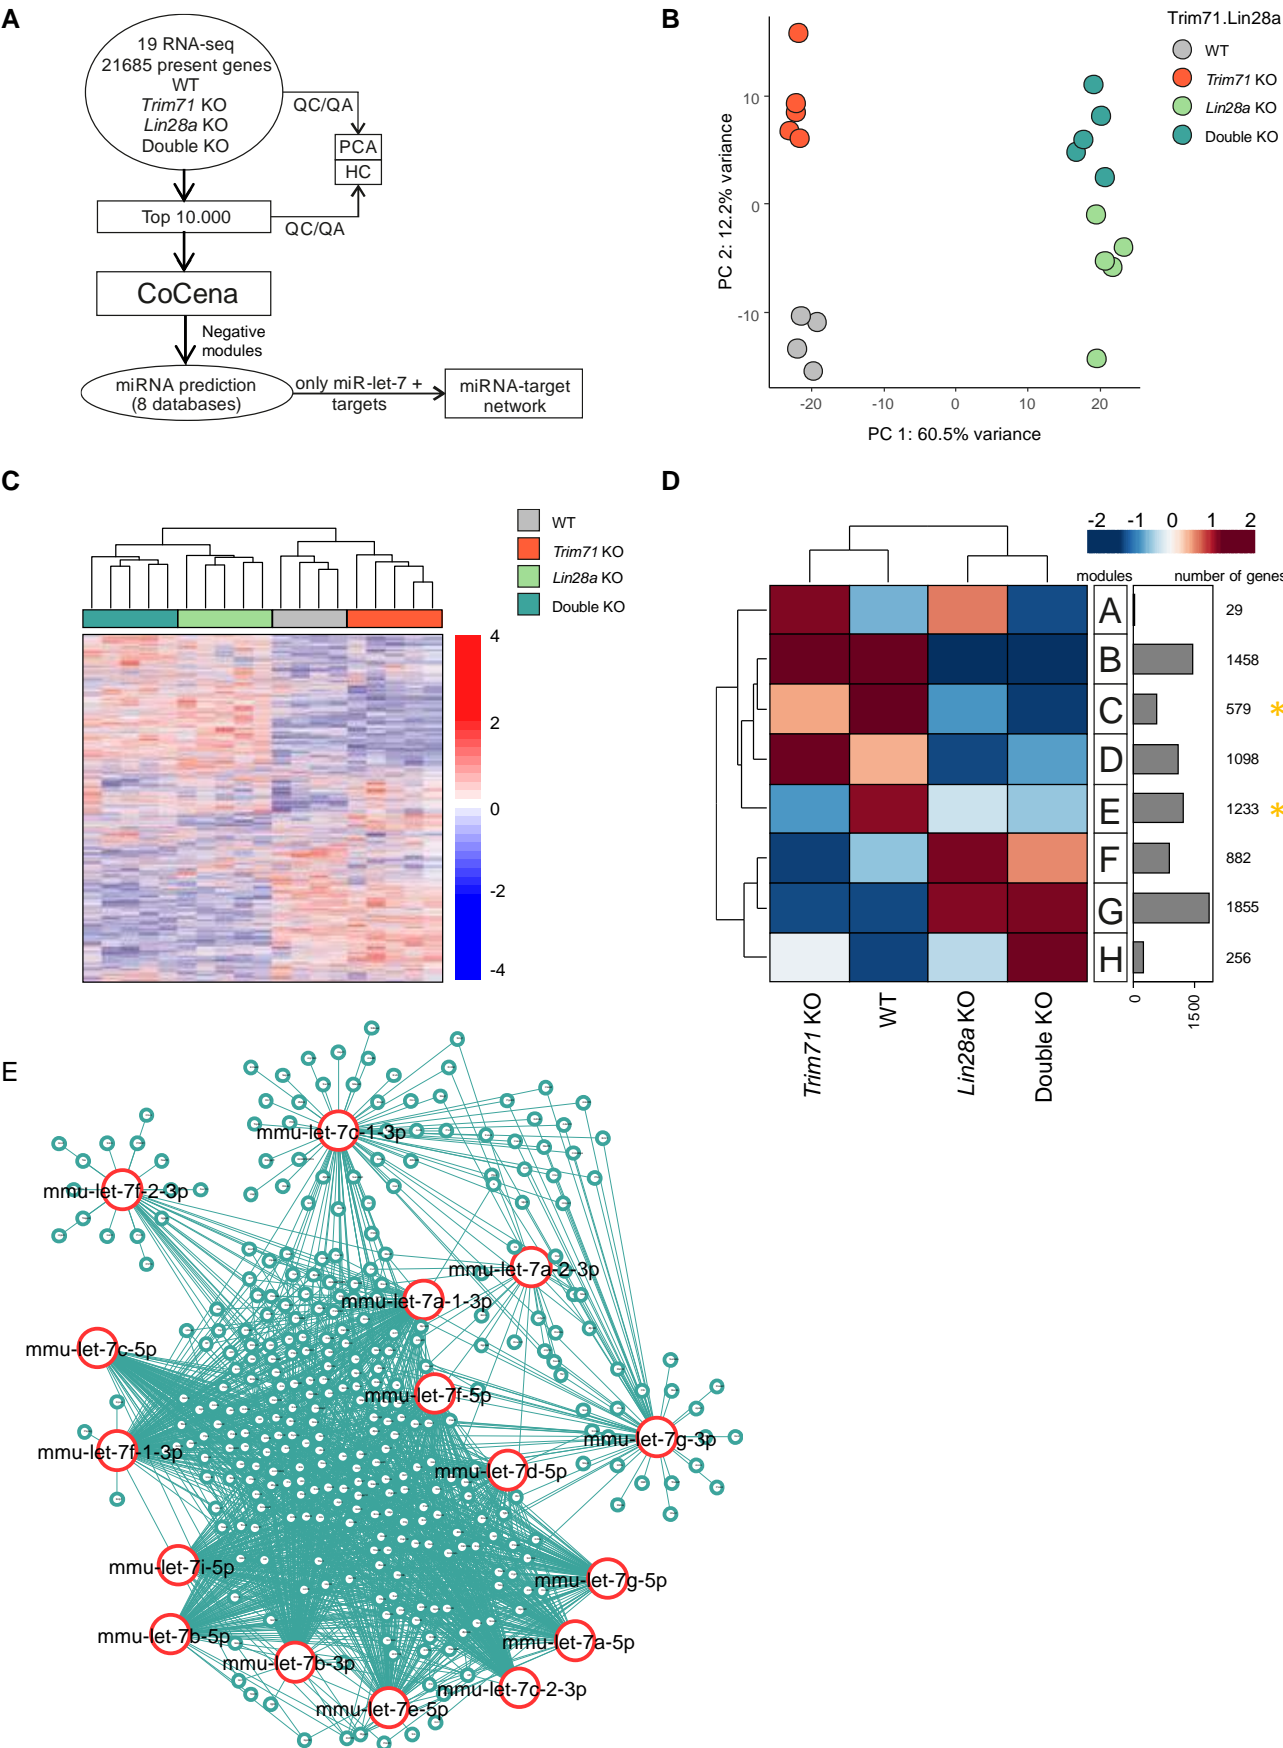 A
19 RNA-seq
21685 present genes
WT
Trim71 KO
Lin28a KO
Double KO
QC/QA
PCA
HC
Top 10.000
QC/QA
CoCena
Negative
modules
miRNA prediction
(8 databases)
only miR-let-7 +
targets
miRNA-target
network
B
Trim71.Lin28a
WT
Trim71 KO
Lin28a KO
Double KO
PC 2: 12.2% variance
10
0
-10
-20
-10
0
10
20
PC 1: 60.5% variance
C
WT
Trim71 KO
Lin28a KO
Double KO
4
2
0
-2
-4
D
-2 -1 0 1 2
modules
number of genes
A 29
B 1458
C 579 *
D 1098
E 1233 *
F 882
G 1855
H 256
0
1500
Trim71 KO
WT
Lin28a KO
Double KO
E
mmu-let-7c-1-3p
mmu-let-7f-2-3p
mmu-let-7a-2-3p
mmu-let-7a-1-3p
mmu-let-7c-5p
mmu-let-7f-5p
mmu-let-7g-3p
mmu-let-7f-1-3p
mmu-let-7d-5p
mmu-let-7i-5p
mmu-let-7g-5p
mmu-let-7b-5p
mmu-let-7a-5p
mmu-let-7b-3p
mmu-let-7c-2-3p
mmu-let-7e-5p